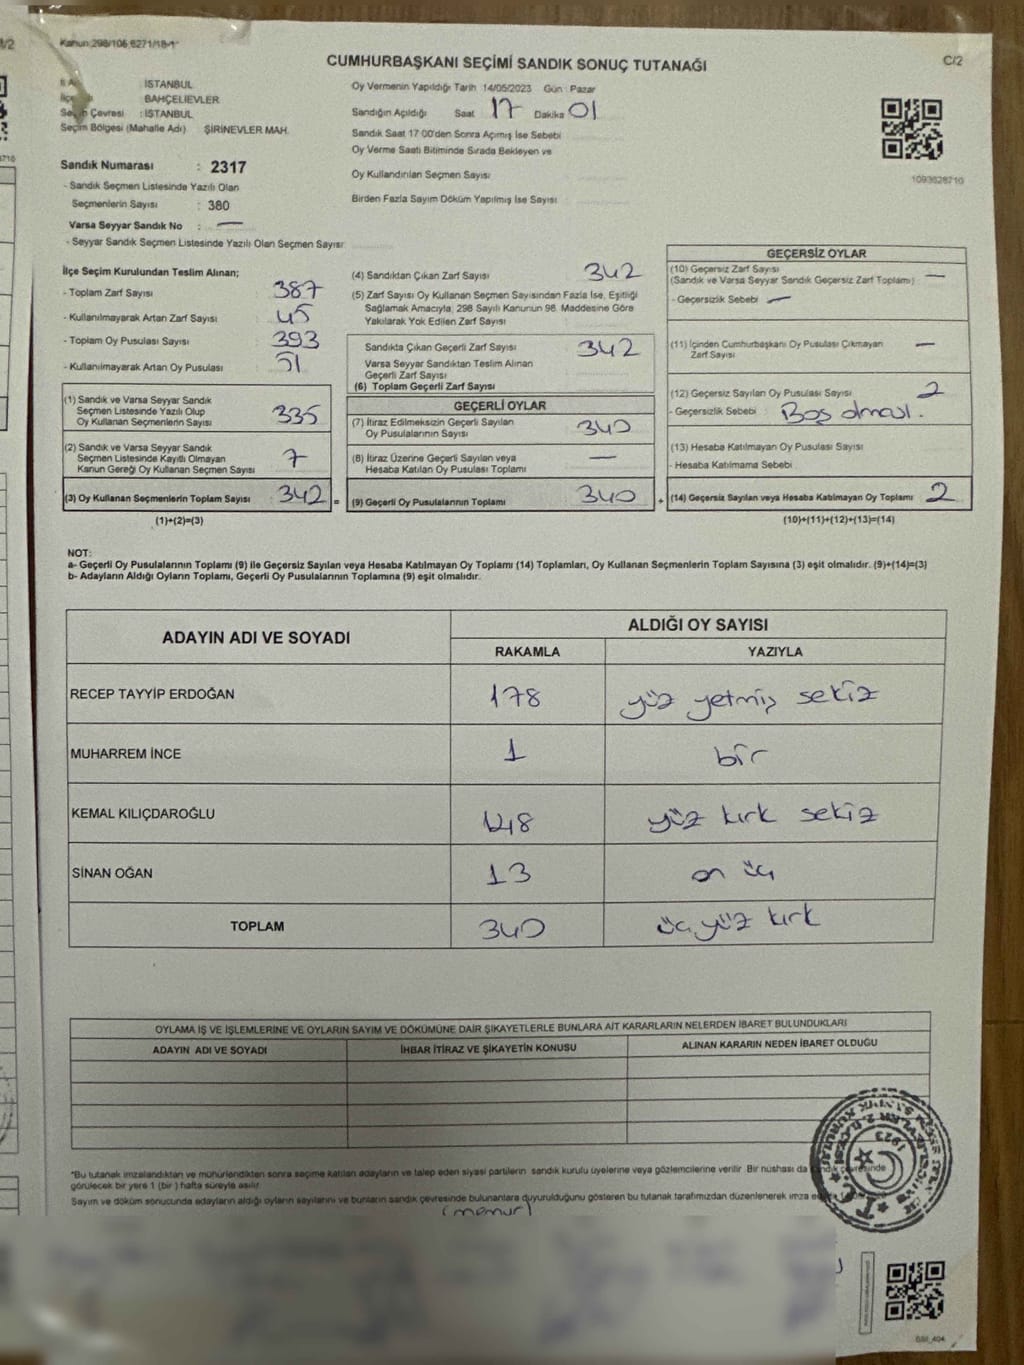 Kanun:298/106,6271/18-1
C/2
CUMHURBAŞKANI SEÇİMİ SANDIK SONUÇ TUTANAĞI
İSTANBUL
BAHÇELİEVLER
Seçim Çevresi : İSTANBUL
Seçim Bölgesi (Mahalle Adı) ŞİRİNEVLER MAH.
Sandık Numarası : 2317
- Sandık Seçmen Listesinde Yazılı Olan
Seçmenlerin Sayısı : 380
Varsa Seyyar Sandık No : —
- Seyyar Sandık Seçmen Listesinde Yazılı Olan Seçmen Sayısı:
Oy Vermenin Yapıldığı Tarih 14/05/2023 Gün : Pazar
Sandığın Açıldığı Saat 17 Dakika 01
Sandık Saat 17:00'den Sonra Açmış İse Sebebi
Oy Verme Saati Bitiminde Sırada Bekleyen ve
Oy Kullandırılan Seçmen Sayısı
Birden Fazla Sayım Döküm Yapılmış İse Sayısı
1093628710
İlçe Seçim Kurulundan Teslim Alınan;
- Toplam Zarf Sayısı 387
- Kullanılmayarak Artan Zarf Sayısı 45
- Toplam Oy Pusulası Sayısı 393
- Kullanılmayarak Artan Oy Pusulası 51
(1) Sandık ve Varsa Seyyar Sandık
Seçmen Listesinde Yazılı Olup
Oy Kullanan Seçmenlerin Sayısı 335
(2) Sandık ve Varsa Seyyar Sandık
Seçmen Listesinde Kayıtlı Olmayan
Kanun Gereği Oy Kullanan Seçmen Sayısı 7
(3) Oy Kullanan Seçmenlerin Toplam Sayısı 342 =
(1)+(2)=(3)
(4) Sandıktan Çıkan Zarf Sayısı 342
(5) Zarf Sayısı Oy Kullanan Seçmen Sayısından Fazla İse, Eşitliği
Sağlamak Amacıyla, 298 Sayılı Kanunun 98. Maddesine Göre
Yakılarak Yok Edilen Zarf Sayısı
Sandıkta Çıkan Geçerli Zarf Sayısı 342
Varsa Seyyar Sandıktan Teslim Alınan
Geçerli Zarf Sayısı
(6) Toplam Geçerli Zarf Sayısı
GEÇERLİ OYLAR
(7) İtiraz Edilmeksizin Geçerli Sayılan
Oy Pusulalarının Sayısı 340
(8) İtiraz Üzerine Geçerli Sayılan veya
Hesaba Katılan Oy Pusulası Toplamı —
(9) Geçerli Oy Pusulalarının Toplamı 340 +
GEÇERSİZ OYLAR
(10) Geçersiz Zarf Sayısı —
(Sandık ve Varsa Seyyar Sandık Geçersiz Zarf Toplamı)
- Geçersizlik Sebebi —
(11) İçinden Cumhurbaşkanı Oy Pusulası Çıkmayan —
Zarf Sayısı
(12) Geçersiz Sayılan Oy Pusulası Sayısı 2
- Geçersizlik Sebebi : Boş olması.
(13) Hesaba Katılmayan Oy Pusulası Sayısı
- Hesaba Katılmama Sebebi
(14) Geçersiz Sayılan veya Hesaba Katılmayan Oy Toplamı 2
(10)+(11)+(12)+(13)=(14)
NOT:
a- Geçerli Oy Pusulalarının Toplamı (9) ile Geçersiz Sayılan veya Hesaba Katılmayan Oy Toplamı (14) Toplamları, Oy Kullanan Seçmenlerin Toplam Sayısına (3) eşit olmalıdır. (9)+(14)=(3)
b- Adayların Aldığı Oyların Toplamı, Geçerli Oy Pusulalarının Toplamına (9) eşit olmalıdır.
ADAYIN ADI VE SOYADI
ALDIĞI OY SAYISI
RAKAMLA YAZIYLA
RECEP TAYYİP ERDOĞAN 178 yüz yetmiş sekiz
MUHARREM İNCE 1 bir
KEMAL KILIÇDAROĞLU 148 yüz kırk sekiz
SİNAN OĞAN 13 on üç
TOPLAM 340 üç yüz kırk
OYLAMA İŞ VE İŞLEMLERİNE VE OYLARIN SAYIM VE DÖKÜMÜNE DAİR ŞİKAYETLERLE BUNLARA AİT KARARLARIN NELERDEN İBARET BULUNDUKLARI
ADAYIN ADI VE SOYADI İHBAR İTİRAZ VE ŞİKAYETİN KONUSU ALINAN KARARIN NEDEN İBARET OLDUĞU
*Bu tutanak imzalandıktan ve mühürlendikten sonra seçime katılan adayların ve talep eden siyasi partilerin sandık kurulu üyelerine veya gözlemcilerine verilir. Bir nüshası da sandık çevresinde
görülecek bir yere 1 (bir) hafta süreyle asılır.
Sayım ve döküm sonucunda adayların aldığı oyların sayılarını ve bunların sandık çevresinde bulunanlara duyurulduğunu gösteren bu tutanak tarafımızdan düzenlenerek imza
(memur)
1923
T.C.